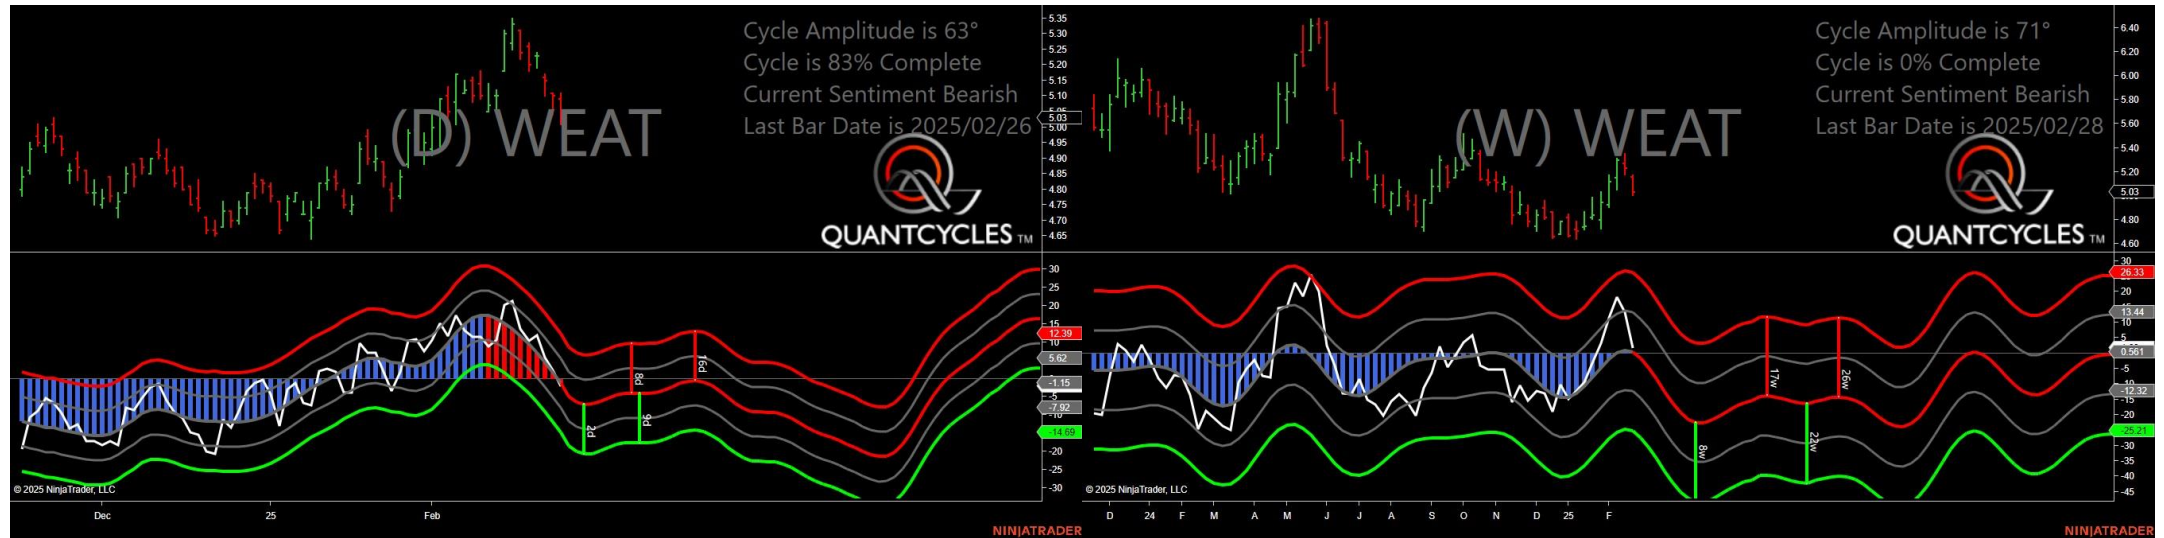 Cycle Amplitude is 63°
Cycle is 83% Complete
Current Sentiment Bearish
Last Bar Date is 2025/02/26
(D) WEAT
QUANTCYCLES TM
5.35
5.30
5.25
5.20
5.15
5.10
5.05
5.03
5.00
4.95
4.90
4.85
4.80
4.75
4.70
4.65
30
25
20
15
12.39
5.62
-1.15
-5
-7.92
-10
-14.69
-20
-25
-30
2d
8d
9d
16d
© 2025 NinjaTrader, LLC
Dec
25
Feb
NINJATRADER
Cycle Amplitude is 71°
Cycle is 0% Complete
Current Sentiment Bearish
Last Bar Date is 2025/02/28
(W) WEAT
QUANTCYCLES TM
6.40
6.20
6.00
5.80
5.60
5.40
5.20
5.03
4.80
4.60
30
26.33
20
15
13.44
10
5
0.561
-5
-10
-12.32
-15
-20
-25.21
-30
-35
-40
-45
8w
17w
22w
26w
© 2025 NinjaTrader, LLC
D
24
F
M
A
M
J
J
A
S
O
N
D
25
F
NINJATRADER